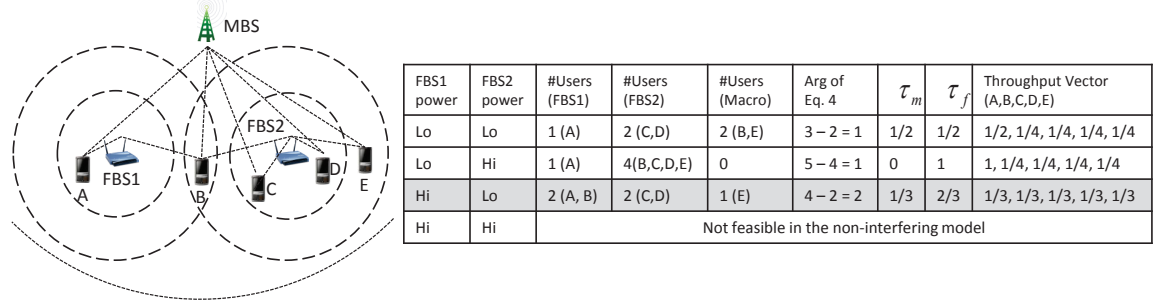 MBS
FBS2
FBS1
A
B
C
D
E
FBS1 power | FBS2 power | #Users (FBS1) | #Users (FBS2) | #Users (Macro) | Arg of Eq. 4 | τm | τf | Throughput Vector (A,B,C,D,E)
Lo | Lo | 1 (A) | 2 (C,D) | 2 (B,E) | 3 – 2 = 1 | 1/2 | 1/2 | 1/2, 1/4, 1/4, 1/4, 1/4
Lo | Hi | 1 (A) | 4(B,C,D,E) | 0 | 5 – 4 = 1 | 0 | 1 | 1, 1/4, 1/4, 1/4, 1/4
Hi | Lo | 2 (A, B) | 2 (C,D) | 1 (E) | 4 – 2 = 2 | 1/3 | 2/3 | 1/3, 1/3, 1/3, 1/3, 1/3
Hi | Hi | Not feasible in the non-interfering model